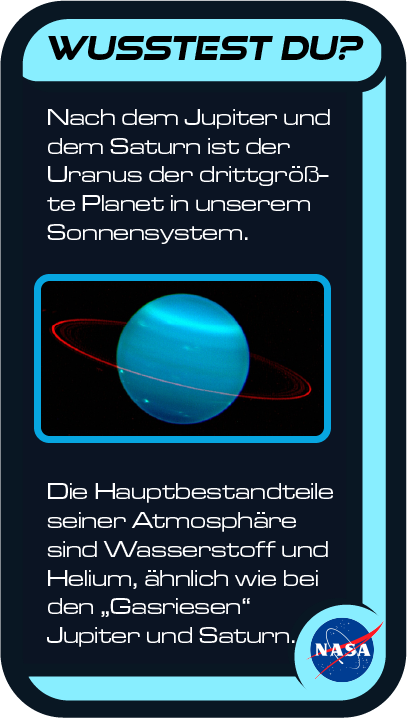 WUSSTEST DU?
Nach dem Jupiter und
dem Saturn ist der
Uranus der drittgröß-
te Planet in unserem
Sonnensystem.
Die Hauptbestandteile
seiner Atmosphäre
sind Wasserstoff und
Helium, ähnlich wie bei
den „Gasriesen“
Jupiter und Saturn.
NASA